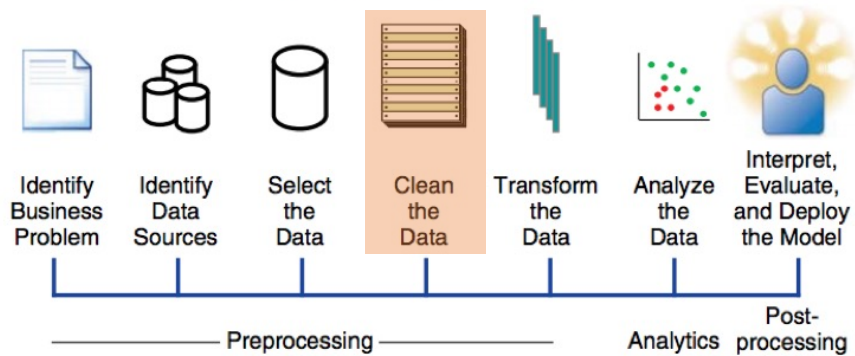 Identify
Business
Problem
Identify
Data
Sources
Select
the
Data
Clean
the
Data
Transform
the
Data
Analyze
the
Data
Interpret,
Evaluate,
and Deploy
the Model
Preprocessing
Analytics
Post-
processing